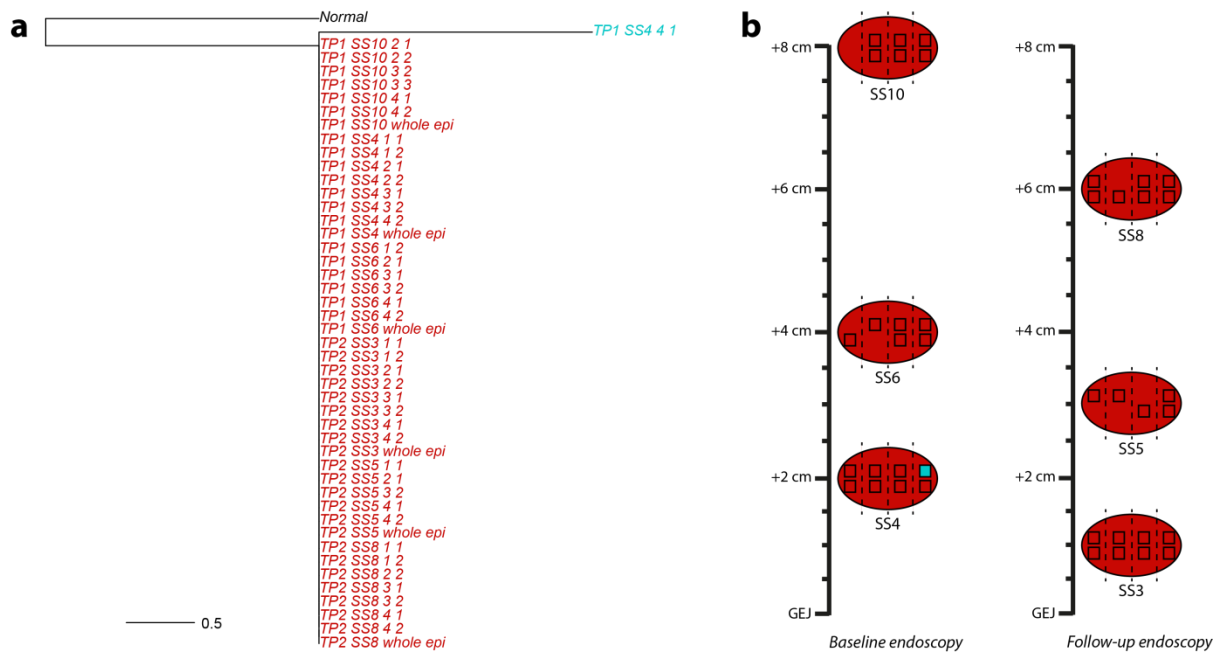 a
Normal
TP1 SS4 4 1
TP1 SS10 2 1
TP1 SS10 2 2
TP1 SS10 3 2
TP1 SS10 3 3
TP1 SS10 4 1
TP1 SS10 4 2
TP1 SS10 whole epi
TP1 SS4 1 1
TP1 SS4 1 2
TP1 SS4 2 1
TP1 SS4 2 2
TP1 SS4 3 1
TP1 SS4 3 2
TP1 SS4 4 2
TP1 SS4 whole epi
TP1 SS6 1 2
TP1 SS6 2 1
TP1 SS6 3 1
TP1 SS6 3 2
TP1 SS6 4 1
TP1 SS6 4 2
TP1 SS6 whole epi
TP2 SS3 1 1
TP2 SS3 1 2
TP2 SS3 2 1
TP2 SS3 2 2
TP2 SS3 3 1
TP2 SS3 3 2
TP2 SS3 4 1
TP2 SS3 4 2
TP2 SS3 whole epi
TP2 SS5 1 1
TP2 SS5 2 1
TP2 SS5 3 2
TP2 SS5 4 1
TP2 SS5 4 2
TP2 SS5 whole epi
TP2 SS8 1 1
TP2 SS8 1 2
TP2 SS8 2 2
TP2 SS8 3 1
TP2 SS8 3 2
TP2 SS8 4 1
TP2 SS8 4 2
TP2 SS8 whole epi
0.5
b
+8 cm
SS10
+6 cm
+4 cm
SS6
+2 cm
SS4
GEJ
Baseline endoscopy
+8 cm
+6 cm
SS8
+4 cm
SS5
+2 cm
SS3
GEJ
Follow-up endoscopy